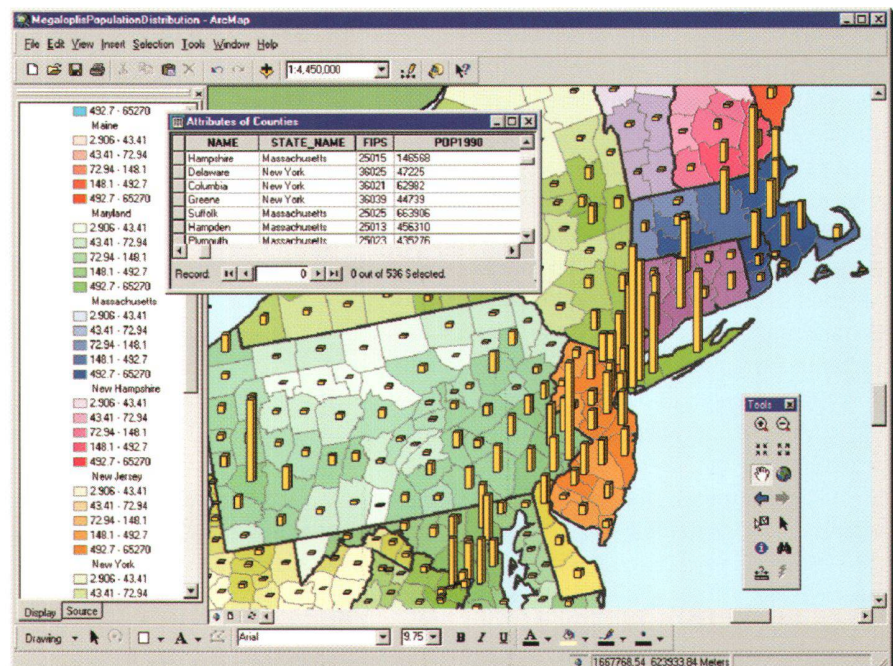 MegaloplisPopulationDistribution - ArcMap
File Edit View Insert Selection Tools Window Help
1:4,450,000
492.7 - 65270
Maine
2.906 - 43.41
43.41 - 72.94
72.94 - 148.1
148.1 - 492.7
492.7 - 65270
Maryland
2.906 - 43.41
43.41 - 72.94
72.94 - 148.1
148.1 - 492.7
492.7 - 65270
Massachusetts
2.906 - 43.41
43.41 - 72.94
72.94 - 148.1
148.1 - 492.7
492.7 - 65270
New Hampshire
2.906 - 43.41
43.41 - 72.94
72.94 - 148.1
148.1 - 492.7
492.7 - 65270
New Jersey
2.906 - 43.41
43.41 - 72.94
72.94 - 148.1
148.1 - 492.7
492.7 - 65270
New York
2.906 - 43.41
43.41 - 72.94
Display Source
Attributes of Counties
NAME STATE_NAME FIPS POP1990
Hampshire Massachusetts 25015 146568
Delaware New York 36025 47225
Columbia New York 36021 62982
Greene New York 36039 44739
Suffolk Massachusetts 25025 663906
Hampden Massachusetts 25013 456310
Plymouth Massachusetts 25023 435276
Record: 0 0 out of 536 Selected.
Tools
Drawing A Arial 9.75 B I U A
1667768.54 623933.84 Meters